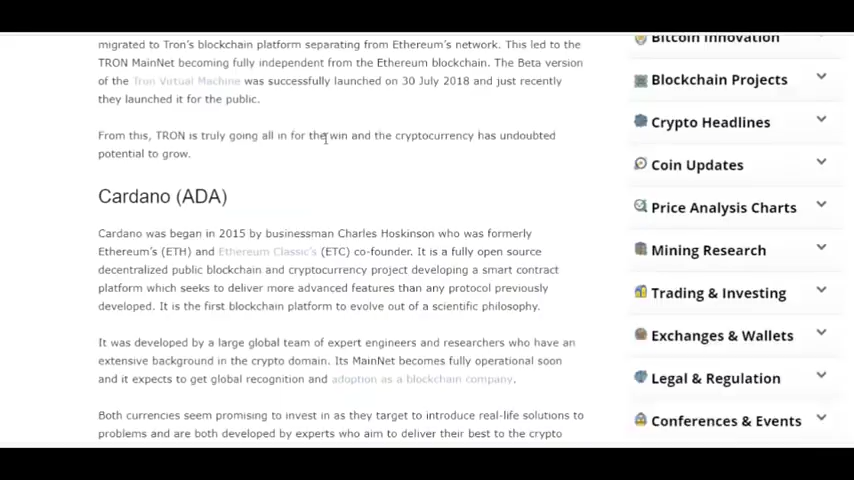 migrated to Tron's blockchain platform separating from Ethereum's network. This led to the
TRON MainNet becoming fully independent from the Ethereum blockchain. The Beta version
of the Tron Virtual Machine was successfully launched on 30 July 2018 and just recently
they launched it for the public.
From this, TRON is truly going all in for the win and the cryptocurrency has undoubted
potential to grow.
Cardano (ADA)
Cardano was began in 2015 by businessman Charles Hoskinson who was formerly
Ethereum's (ETH) and Ethereum Classic's (ETC) co-founder. It is a fully open source
decentralized public blockchain and cryptocurrency project developing a smart contract
platform which seeks to deliver more advanced features than any protocol previously
developed. It is the first blockchain platform to evolve out of a scientific philosophy.
It was developed by a large global team of expert engineers and researchers who have an
extensive background in the crypto domain. Its MainNet becomes fully operational soon
and it expects to get global recognition and adoption as a blockchain company.
Both currencies seem promising to invest in as they target to introduce real-life solutions to
problems and are both developed by experts who aim to deliver their best to the crypto
Bitcoin Innovation
Blockchain Projects
Crypto Headlines
Coin Updates
Price Analysis Charts
Mining Research
Trading & Investing
Exchanges & Wallets
Legal & Regulation
Conferences & Events